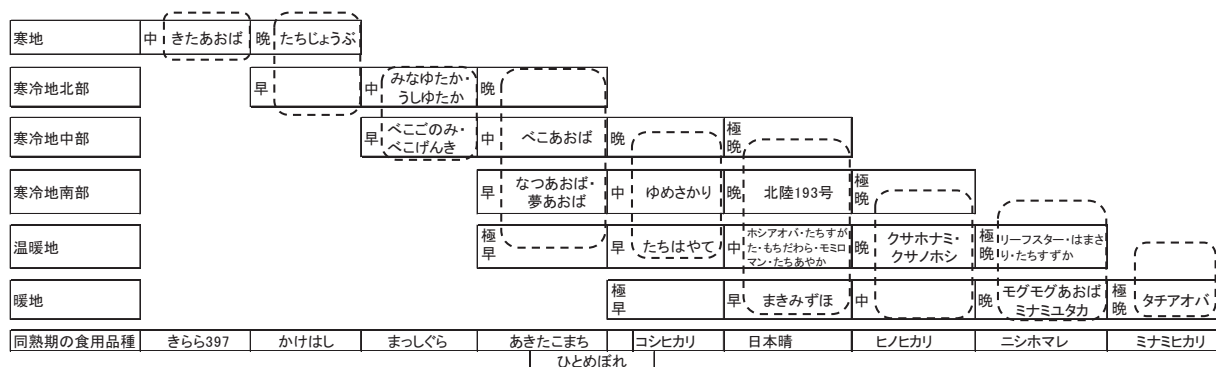 寒地 中 きたあおば 晩 たちじょうぶ
寒冷地北部 早 中 みなゆたか・
うしゆたか 晩
寒冷地中部 早 べこごのみ・
べこげんき 中 べこあおば 晩 極
晩
寒冷地南部 早 なつあおば・
夢あおば 中 ゆめさかり 晩 北陸193号 極
晩
温暖地 極
早 早 たちはやて 中 ホシアオバ・たちすが
た・もちだわら・モミロ
マン・たちあやか 晩 クサホナミ・
クサノホシ 極
晩 リーフスター・はまさ
り・たちすずか
暖地 極
早 早 まきみずほ 中 晩 モグモグあおば
ミナミユタカ 極
晩 タチアオバ
同熟期の食用品種 きらら397 かけはし まっしぐら あきたこまち コシヒカリ 日本晴 ヒノヒカリ ニシホマレ ミナミヒカリ
ひとめぼれ